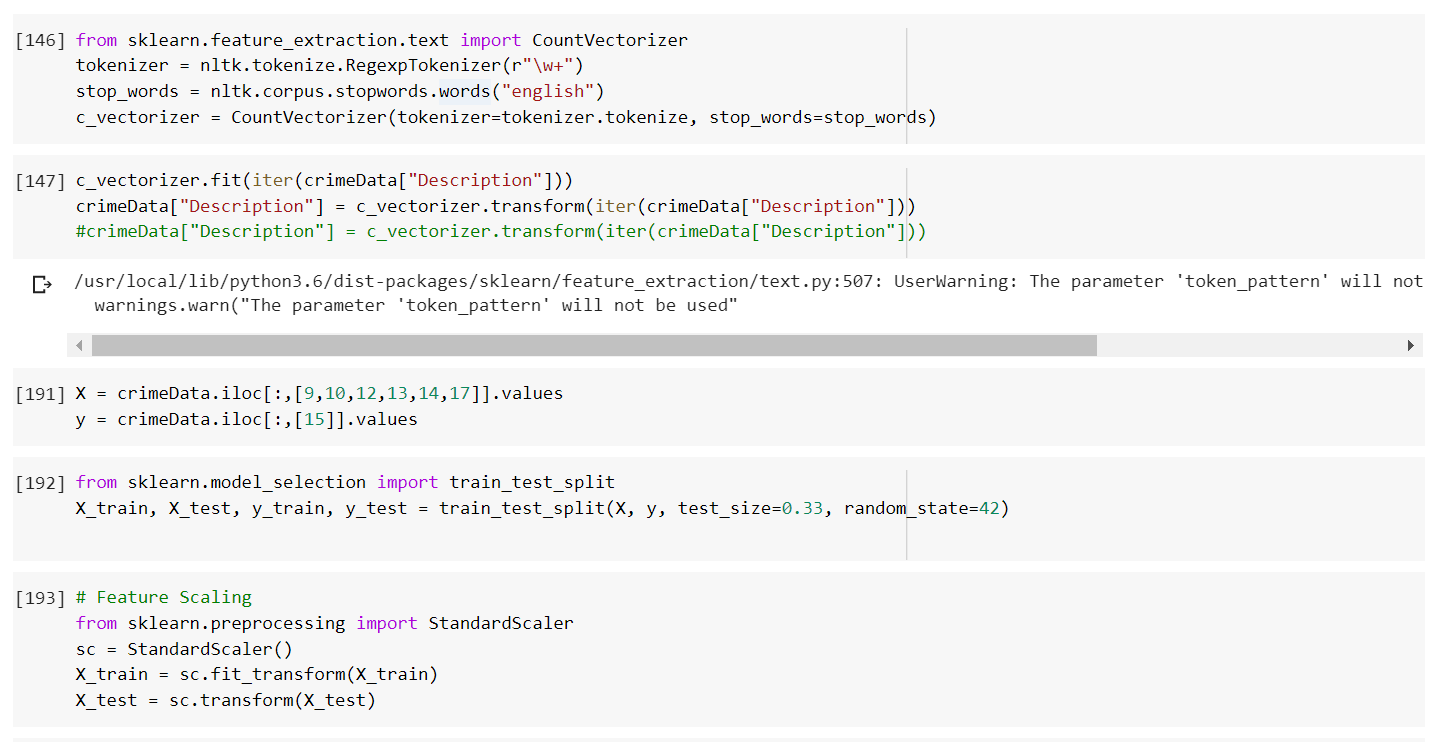 [146] from sklearn.feature_extraction.text import CountVectorizer
tokenizer = nltk.tokenize.RegexpTokenizer(r"\w+")
stop_words = nltk.corpus.stopwords.words("english")
c_vectorizer = CountVectorizer(tokenizer=tokenizer.tokenize, stop_words=stop_words)
[147] c_vectorizer.fit(iter(crimeData["Description"]))
crimeData["Description"] = c_vectorizer.transform(iter(crimeData["Description"]))
#crimeData["Description"] = c_vectorizer.transform(iter(crimeData["Description"]))
/usr/local/lib/python3.6/dist-packages/sklearn/feature_extraction/text.py:507: UserWarning: The parameter 'token_pattern' will not
warnings.warn("The parameter 'token_pattern' will not be used"
[191] X = crimeData.iloc[:,[9,10,12,13,14,17]].values
y = crimeData.iloc[:,[15]].values
[192] from sklearn.model_selection import train_test_split
X_train, X_test, y_train, y_test = train_test_split(X, y, test_size=0.33, random_state=42)
[193] # Feature Scaling
from sklearn.preprocessing import StandardScaler
sc = StandardScaler()
X_train = sc.fit_transform(X_train)
X_test = sc.transform(X_test)